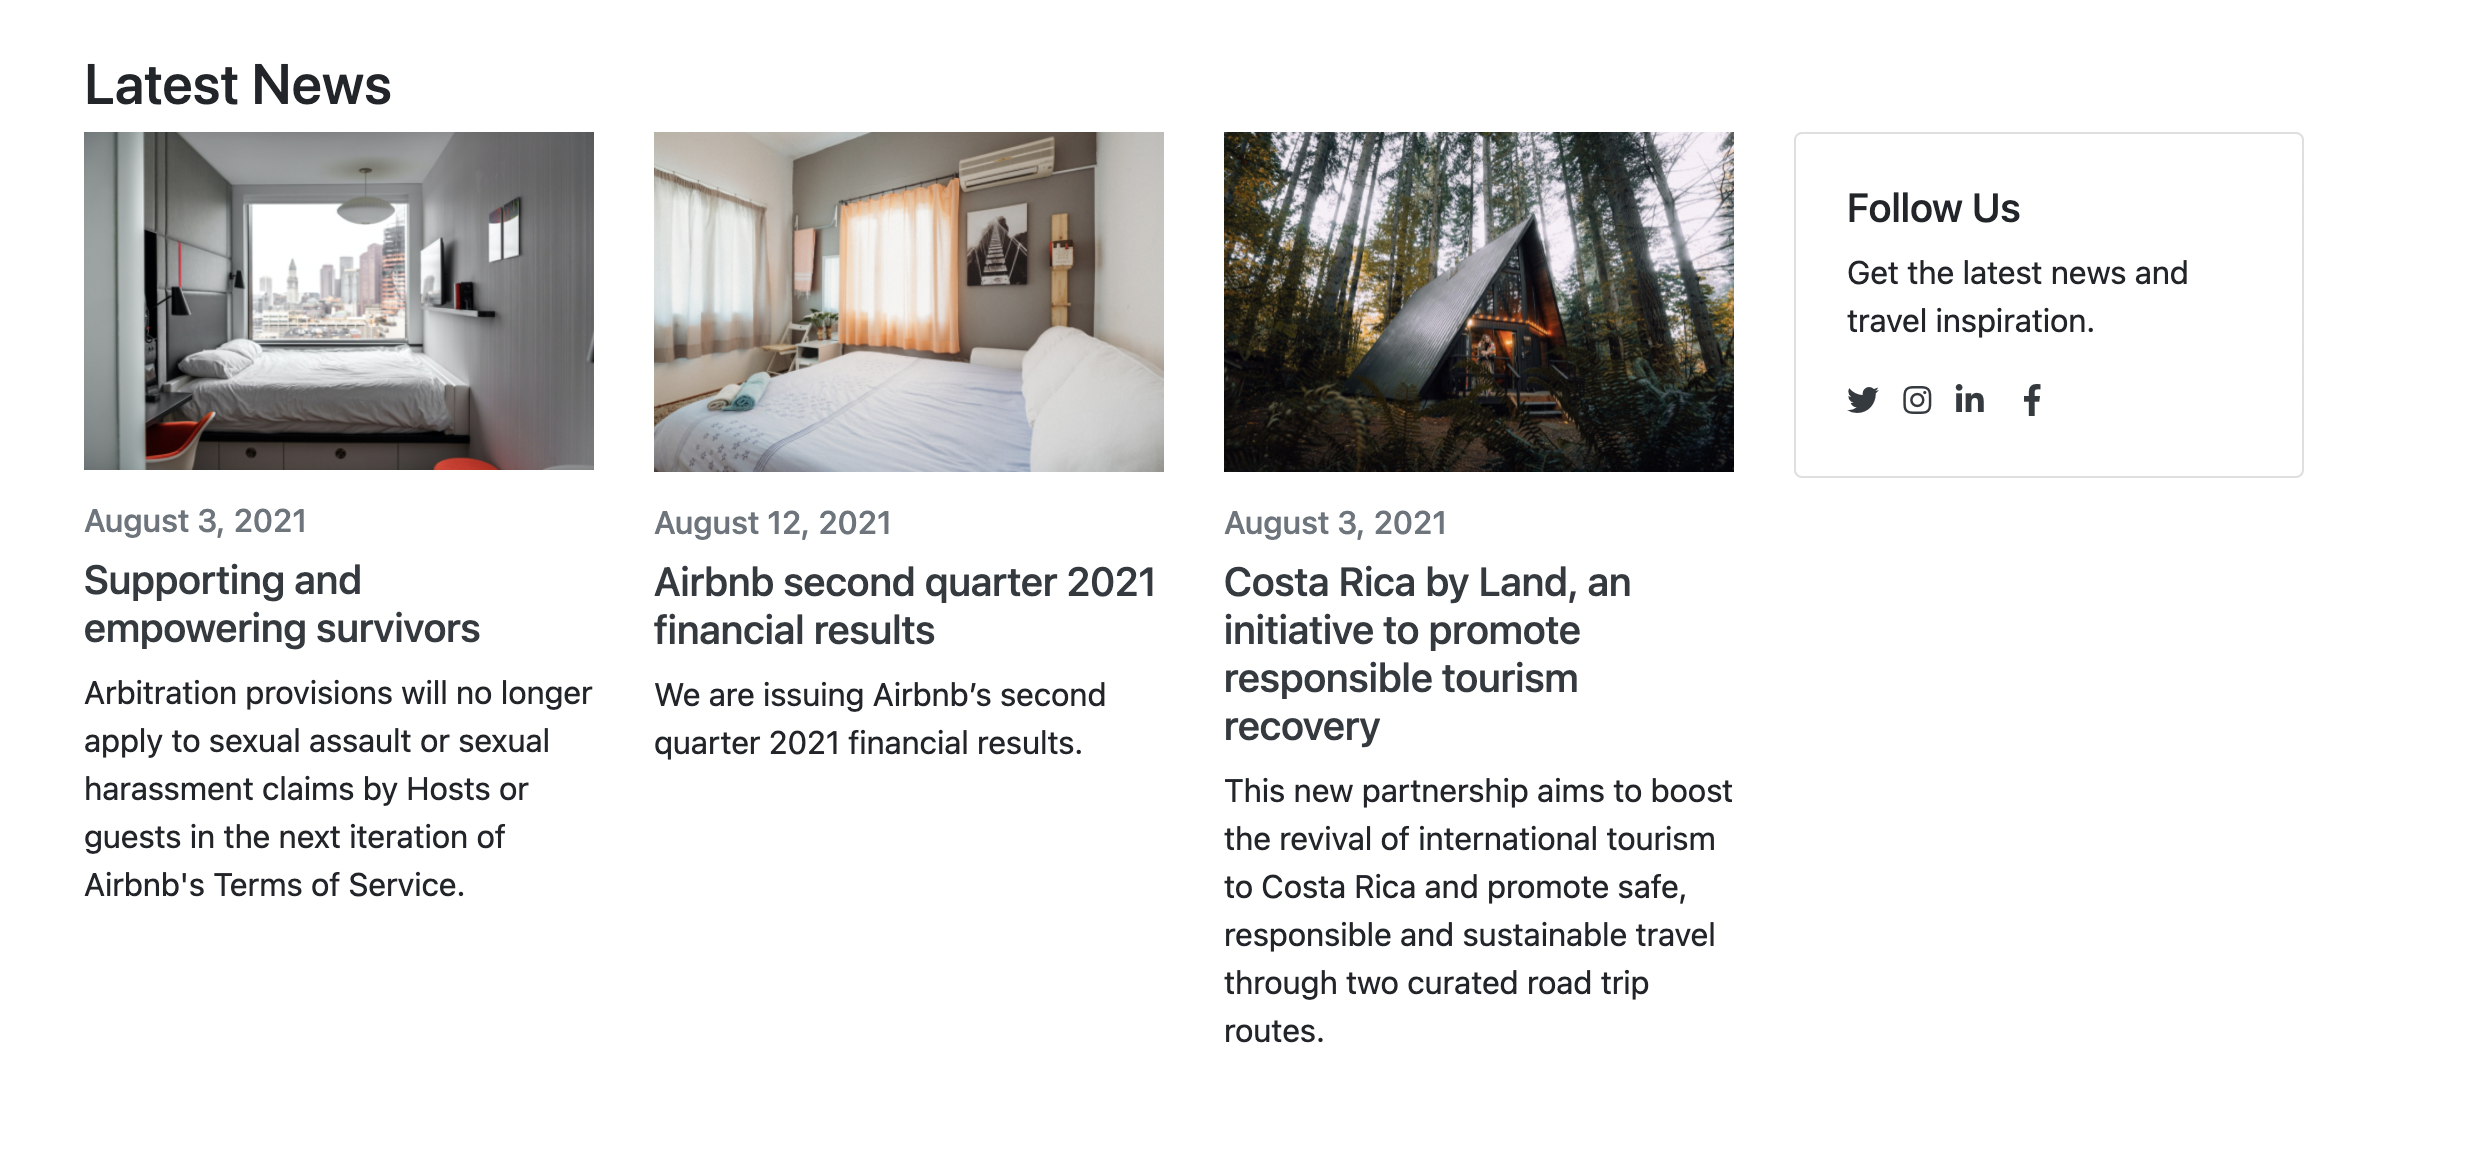 Latest News
August 3, 2021
Supporting and
empowering survivors
Arbitration provisions will no longer
apply to sexual assault or sexual
harassment claims by Hosts or
guests in the next iteration of
Airbnb's Terms of Service.
August 12, 2021
Airbnb second quarter 2021
financial results
We are issuing Airbnb’s second
quarter 2021 financial results.
August 3, 2021
Costa Rica by Land, an
initiative to promote
responsible tourism
recovery
This new partnership aims to boost
the revival of international tourism
to Costa Rica and promote safe,
responsible and sustainable travel
through two curated road trip
routes.
Follow Us
Get the latest news and
travel inspiration.